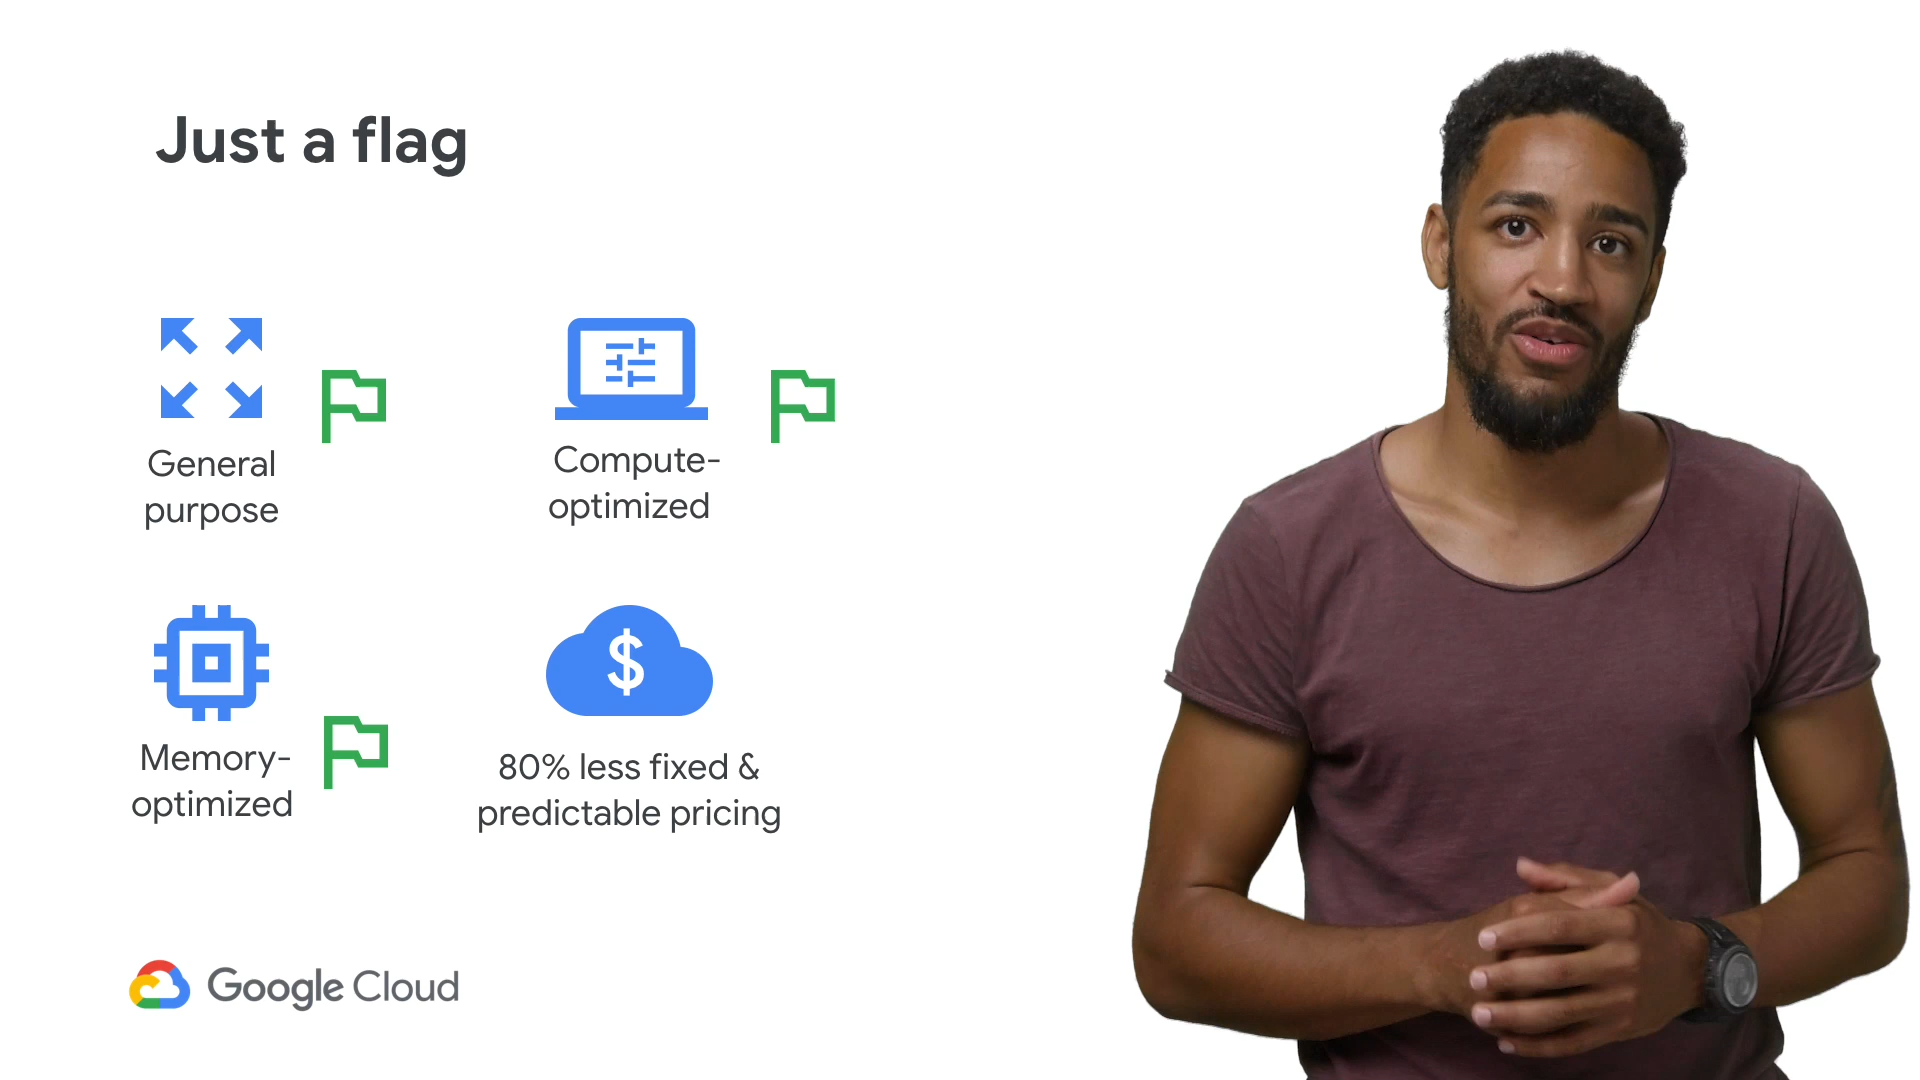 Just a flag
General
purpose
Compute-
optimized
Memory-
optimized
$
80% less fixed &
predictable pricing
Google Cloud